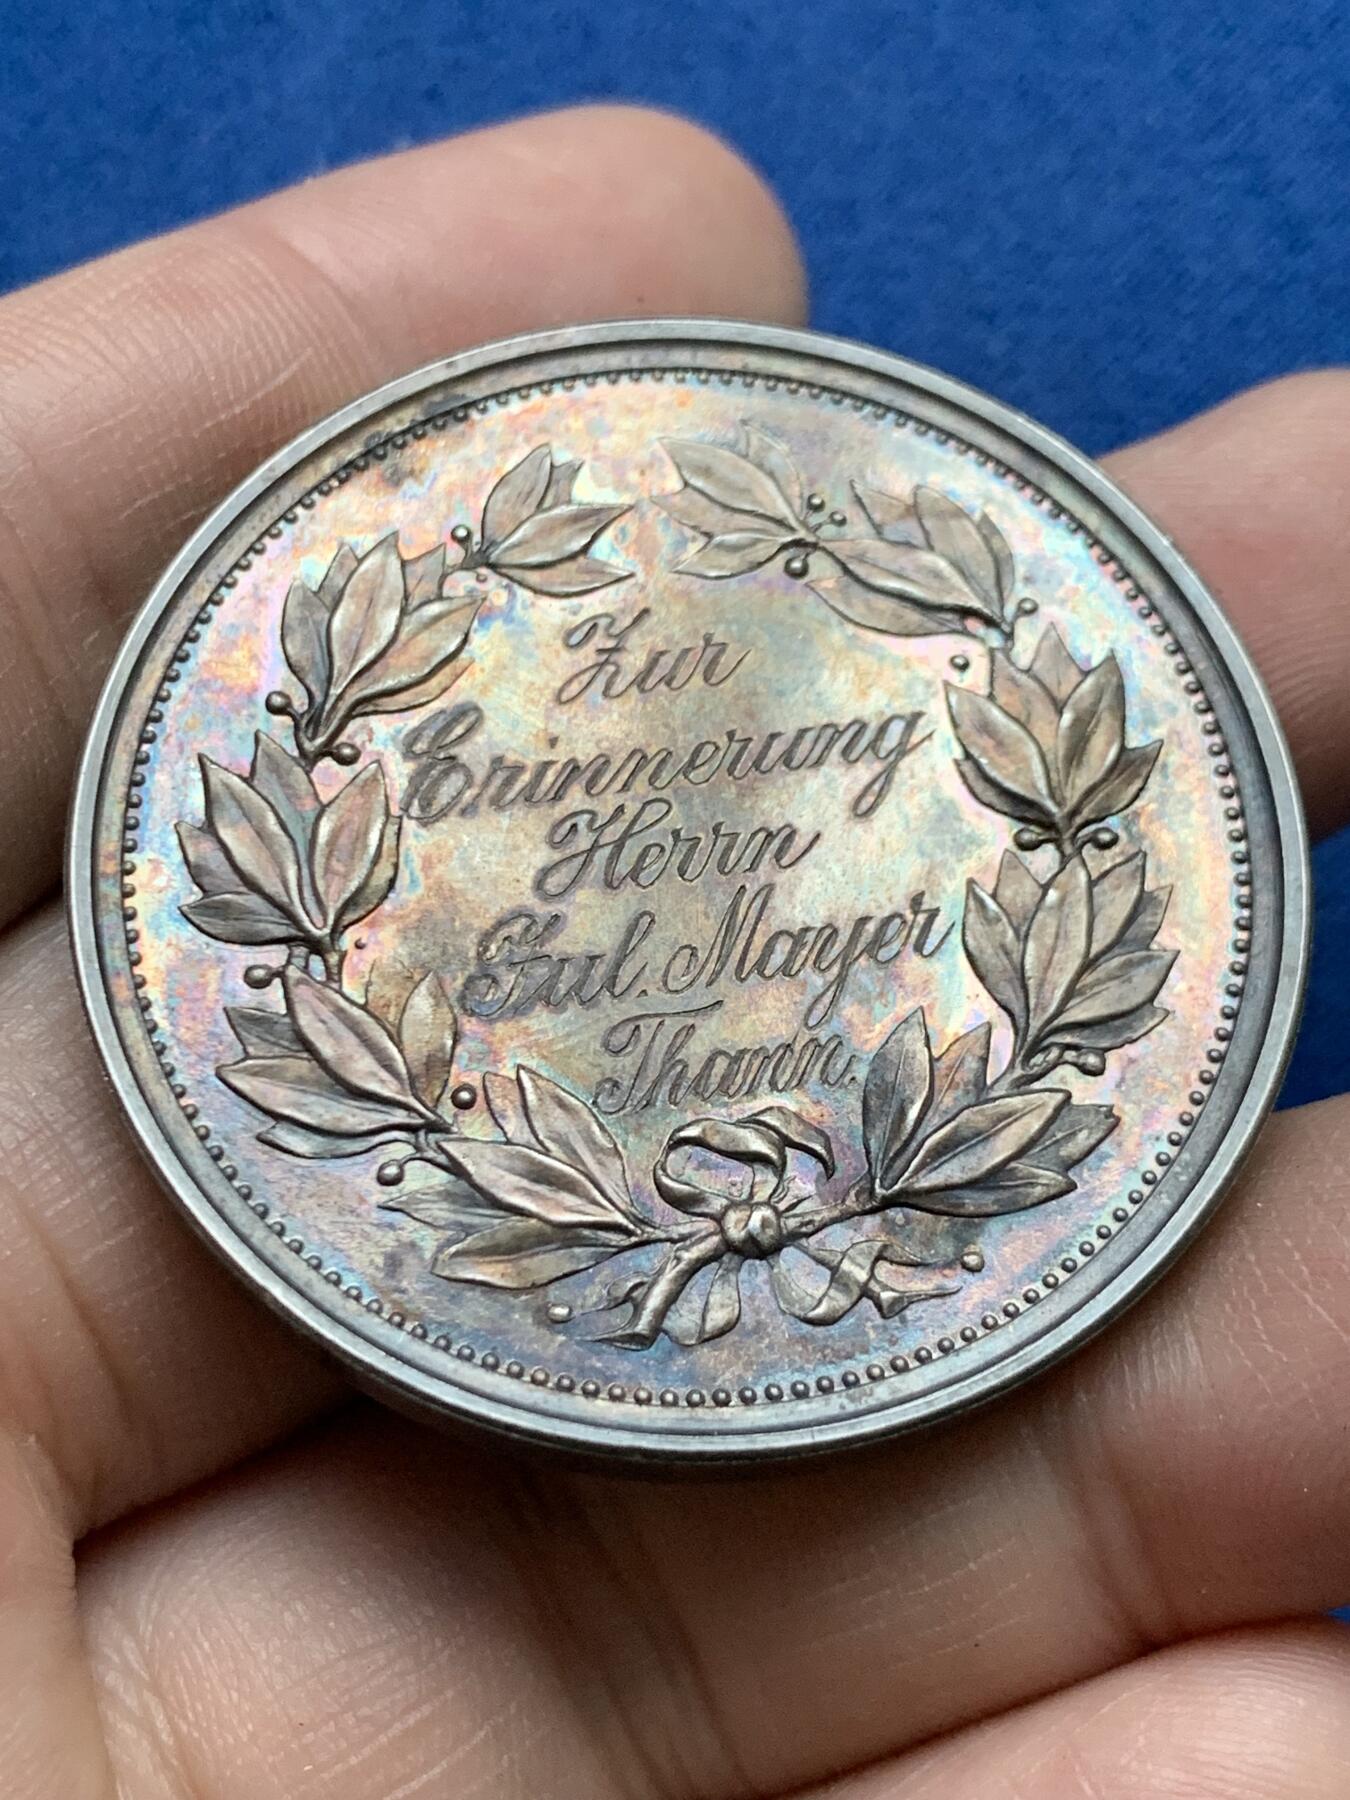 Zur
Erinnerung
Herrn
Jul. Mayer
Thann.